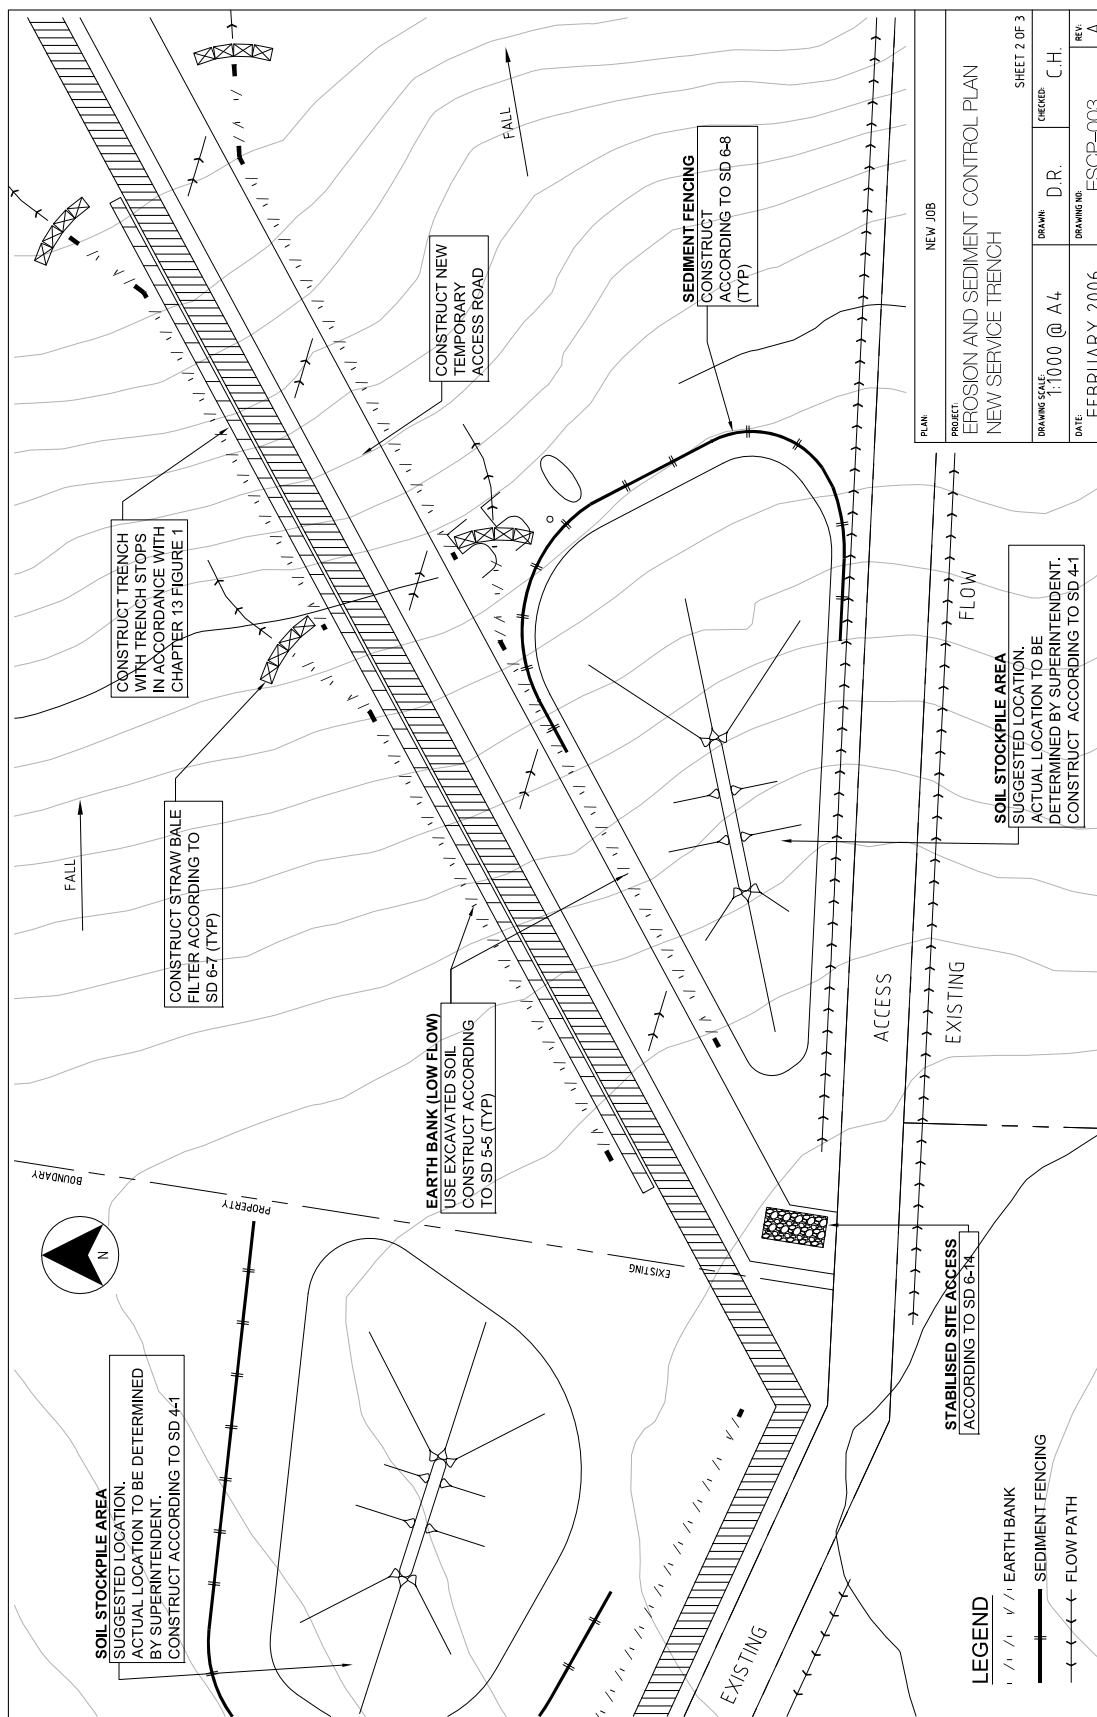 SOIL STOCKPILE AREA
SUGGESTED LOCATION.
ACTUAL LOCATION TO BE DETERMINED
BY SUPERINTENDENT.
CONSTRUCT ACCORDING TO SD 4-1
N
BOUNDARY
PROPERTY
EXISTING
FALL
CONSTRUCT STRAW BALE
FILTER ACCORDING TO
SD 6-7 (TYP)
CONSTRUCT TRENCH
WITH TRENCH STOPS
IN ACCORDANCE WITH
CHAPTER 13 FIGURE 1
EARTH BANK (LOW FLOW)
USE EXCAVATED SOIL
CONSTRUCT ACCORDING
TO SD 5-5 (TYP)
CONSTRUCT NEW
TEMPORARY
ACCESS ROAD
FALL
SEDIMENT FENCING
CONSTRUCT
ACCORDING TO SD 6-8
(TYP)
EXISTING
ACCESS
EXISTING
FLOW
STABILISED SITE ACCESS
ACCORDING TO SD 6-14
SOIL STOCKPILE AREA
SUGGESTED LOCATION.
ACTUAL LOCATION TO BE
DETERMINED BY SUPERINTENDENT.
CONSTRUCT ACCORDING TO SD 4-1
LEGEND
EARTH BANK
SEDIMENT FENCING
FLOW PATH
PLAN: NEW JOB
PROJECT:
EROSION AND SEDIMENT CONTROL PLAN
NEW SERVICE TRENCH
SHEET 2 OF 3
DRAWING SCALE: 1:1000 @ A4
DRAWN: D.R.
CHECKED: C.H.
DATE: FEBRUARY 2006
DRAWING NO: ESCP-003
REV: A